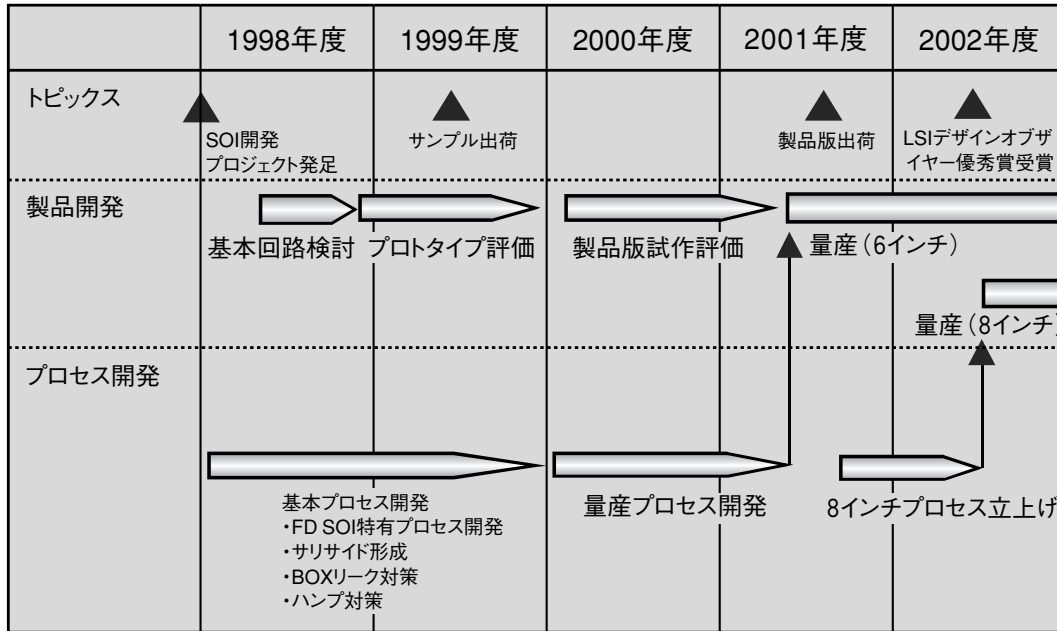 1998年度
1999年度
2000年度
2001年度
2002年度
トピックス
SOI開発
プロジェクト発足
サンプル出荷
製品版出荷
LSIデザインオブザ
イヤー優秀賞受賞
製品開発
基本回路検討
プロトタイプ評価
製品版試作評価
量産（6インチ）
量産（8インチ）
プロセス開発
基本プロセス開発
・FD SOI特有プロセス開発
・サリサイド形成
・BOXリーク対策
・ハンプ対策
量産プロセス開発
8インチプロセス立上げ